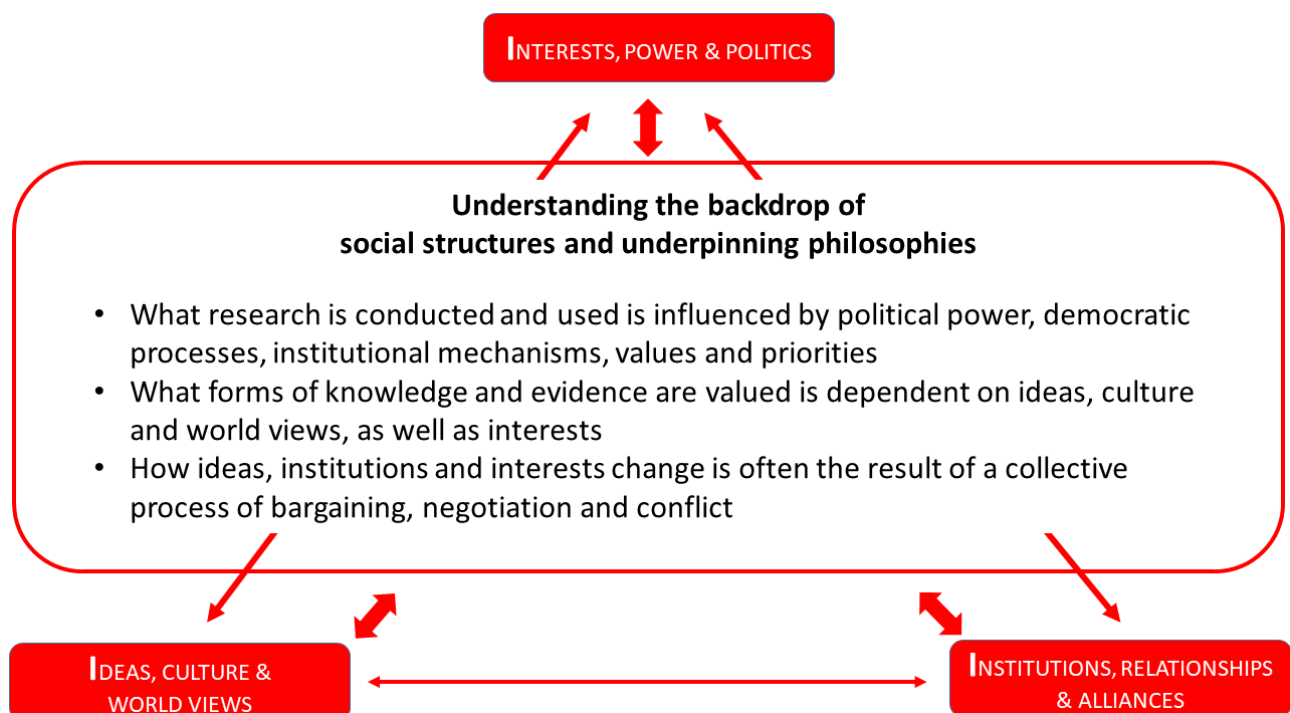 INTERESTS, POWER & POLITICS
Understanding the backdrop of
social structures and underpinning philosophies
• What research is conducted and used is influenced by political power, democratic
processes, institutional mechanisms, values and priorities
• What forms of knowledge and evidence are valued is dependent on ideas, culture
and world views, as well as interests
• How ideas, institutions and interests change is often the result of a collective
process of bargaining, negotiation and conflict
IDEAS, CULTURE &
WORLD VIEWS
INSTITUTIONS, RELATIONSHIPS
& ALLIANCES